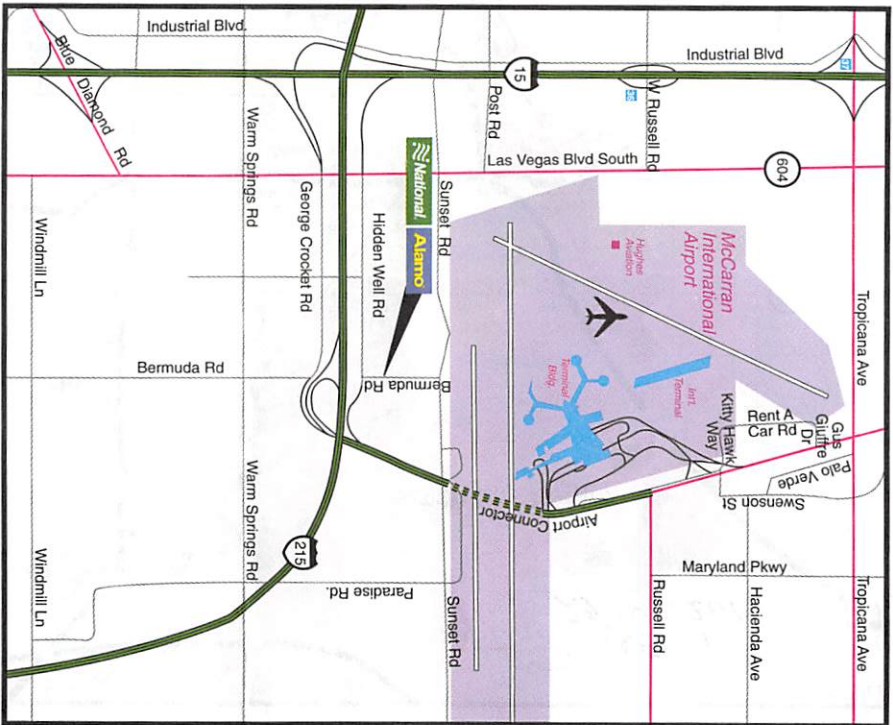 Industrial Blvd.
Industrial Blvd
37
Blue
Diamond
Rd
15
Post Rd
W Russell Rd
36
Warm Springs Rd
Las Vegas Blvd South
604
National.
Alamo
Sunset Rd
George Crocket Rd
Hidden Well Rd
Windmill Ln
McCarran
International
Airport
Hughes
Aviation
Tropicana Ave
Bermuda Rd
Bermuda Rd
Terminal
Bldg.
Int'l.
Terminal
Kitty Hawk
Way
Rent A
Car Rd
Gus
Giuffre
Dr
Palo Verde
Swenson St
Airport Connector
Warm Springs Rd
215
Windmill Ln
Paradise Rd.
Sunset Rd
Maryland Pkwy
Russell Rd
Hacienda Ave
Tropicana Ave